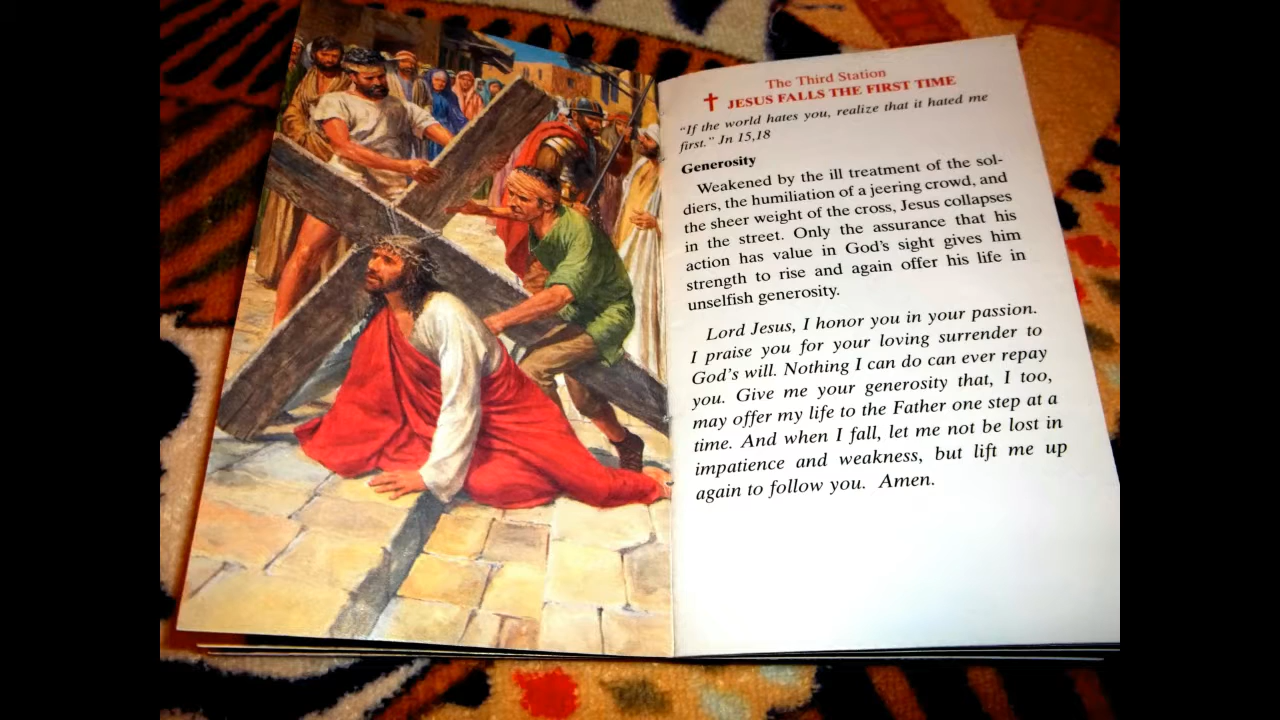 The Third Station
JESUS FALLS THE FIRST TIME
"If the world hates you, realize that it hated me
first." Jn 15,18
Generosity
Weakened by the ill treatment of the sol-
diers, the humiliation of a jeering crowd, and
the sheer weight of the cross, Jesus collapses
in the street. Only the assurance that his
action has value in God's sight gives him
strength to rise and again offer his life in
unselfish generosity.
Lord Jesus, I honor you in your passion.
I praise you for your loving surrender to
God's will. Nothing I can do can ever repay
you. Give me your generosity that, I too,
may offer my life to the Father one step at a
time. And when I fall, let me not be lost in
impatience and weakness, but lift me up
again to follow you. Amen.